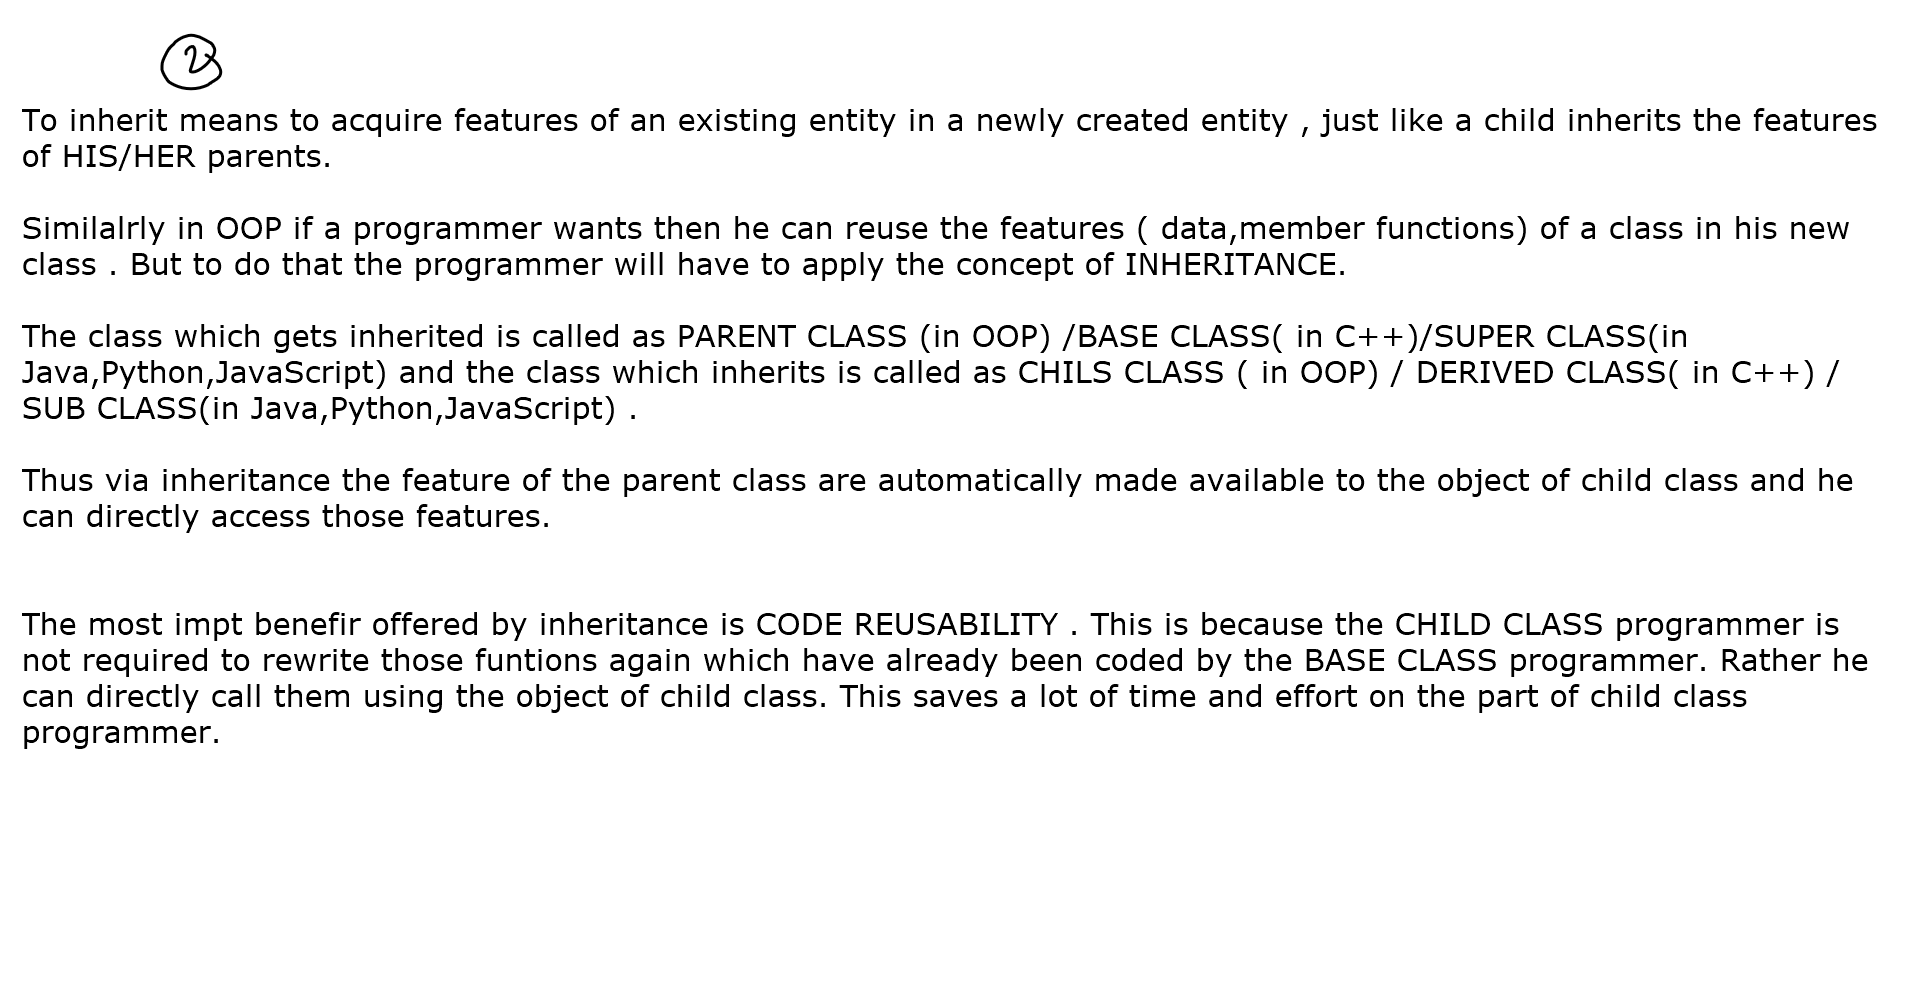 2
To inherit means to acquire features of an existing entity in a newly created entity , just like a child inherits the features
of HIS/HER parents.
Similalrly in OOP if a programmer wants then he can reuse the features ( data,member functions) of a class in his new
class . But to do that the programmer will have to apply the concept of INHERITANCE.
The class which gets inherited is called as PARENT CLASS (in OOP) /BASE CLASS( in C++)/SUPER CLASS(in
Java,Python,JavaScript) and the class which inherits is called as CHILS CLASS ( in OOP) / DERIVED CLASS( in C++) /
SUB CLASS(in Java,Python,JavaScript) .
Thus via inheritance the feature of the parent class are automatically made available to the object of child class and he
can directly access those features.
The most impt benefir offered by inheritance is CODE REUSABILITY . This is because the CHILD CLASS programmer is
not required to rewrite those funtions again which have already been coded by the BASE CLASS programmer. Rather he
can directly call them using the object of child class. This saves a lot of time and effort on the part of child class
programmer.